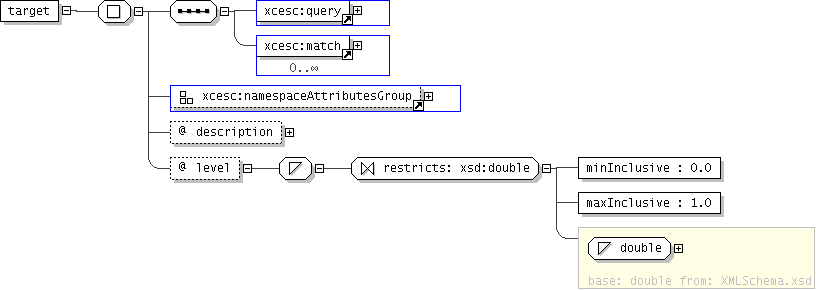 target
xcesc:query
xcesc:match
0..∞
xcesc:namespaceAttributesGroup
@ description
@ level
restricts: xsd:double
minInclusive : 0.0
maxInclusive : 1.0
double
base: double from: XMLSchema.xsd